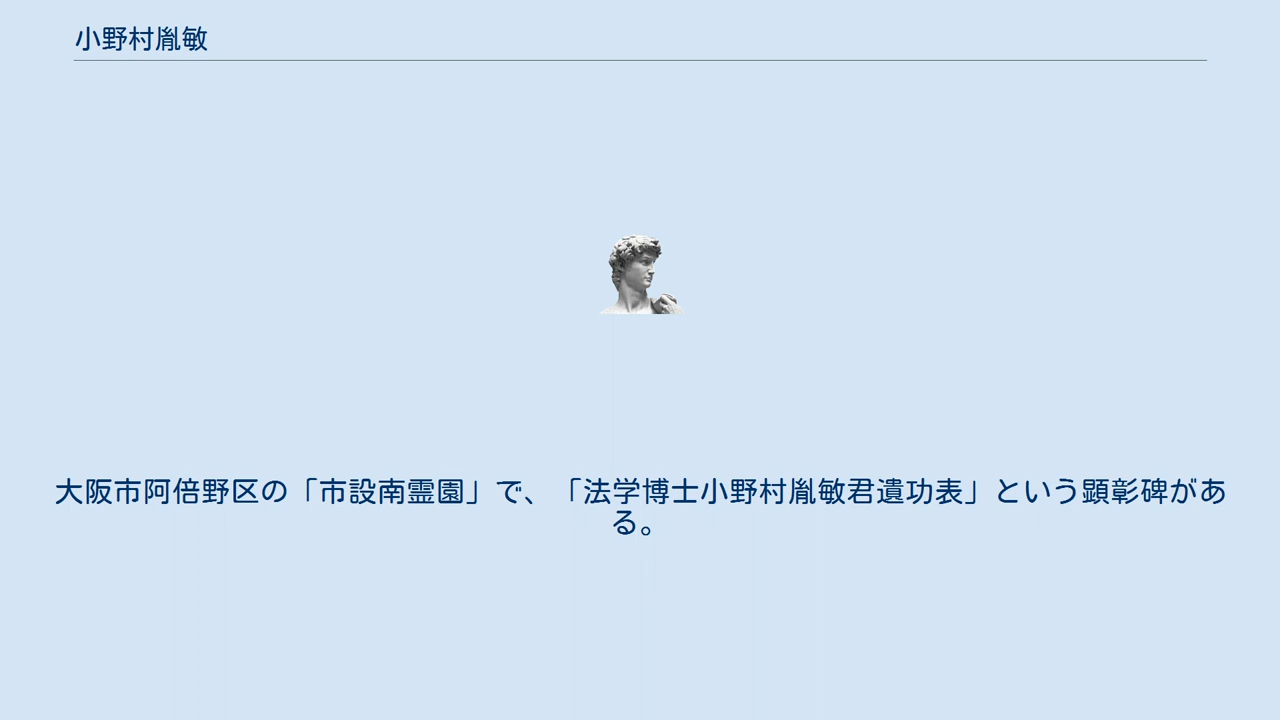 小野村胤敏
大阪市阿倍野区の「市設南霊園」で、「法学博士小野村胤敏君遺功表」という顕彰碑があ
る。